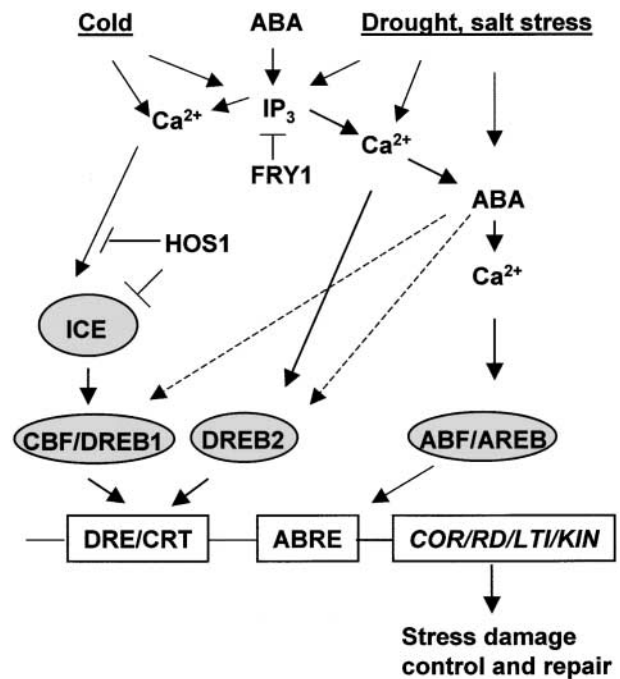 Cold
ABA
Drought, salt stress
Ca²⁺
IP₃
Ca²⁺
FRY1
ABA
HOS1
Ca²⁺
ICE
CBF/DREB1
DREB2
ABF/AREB
DRE/CRT
ABRE
COR/RD/LTI/KIN
Stress damage
control and repair